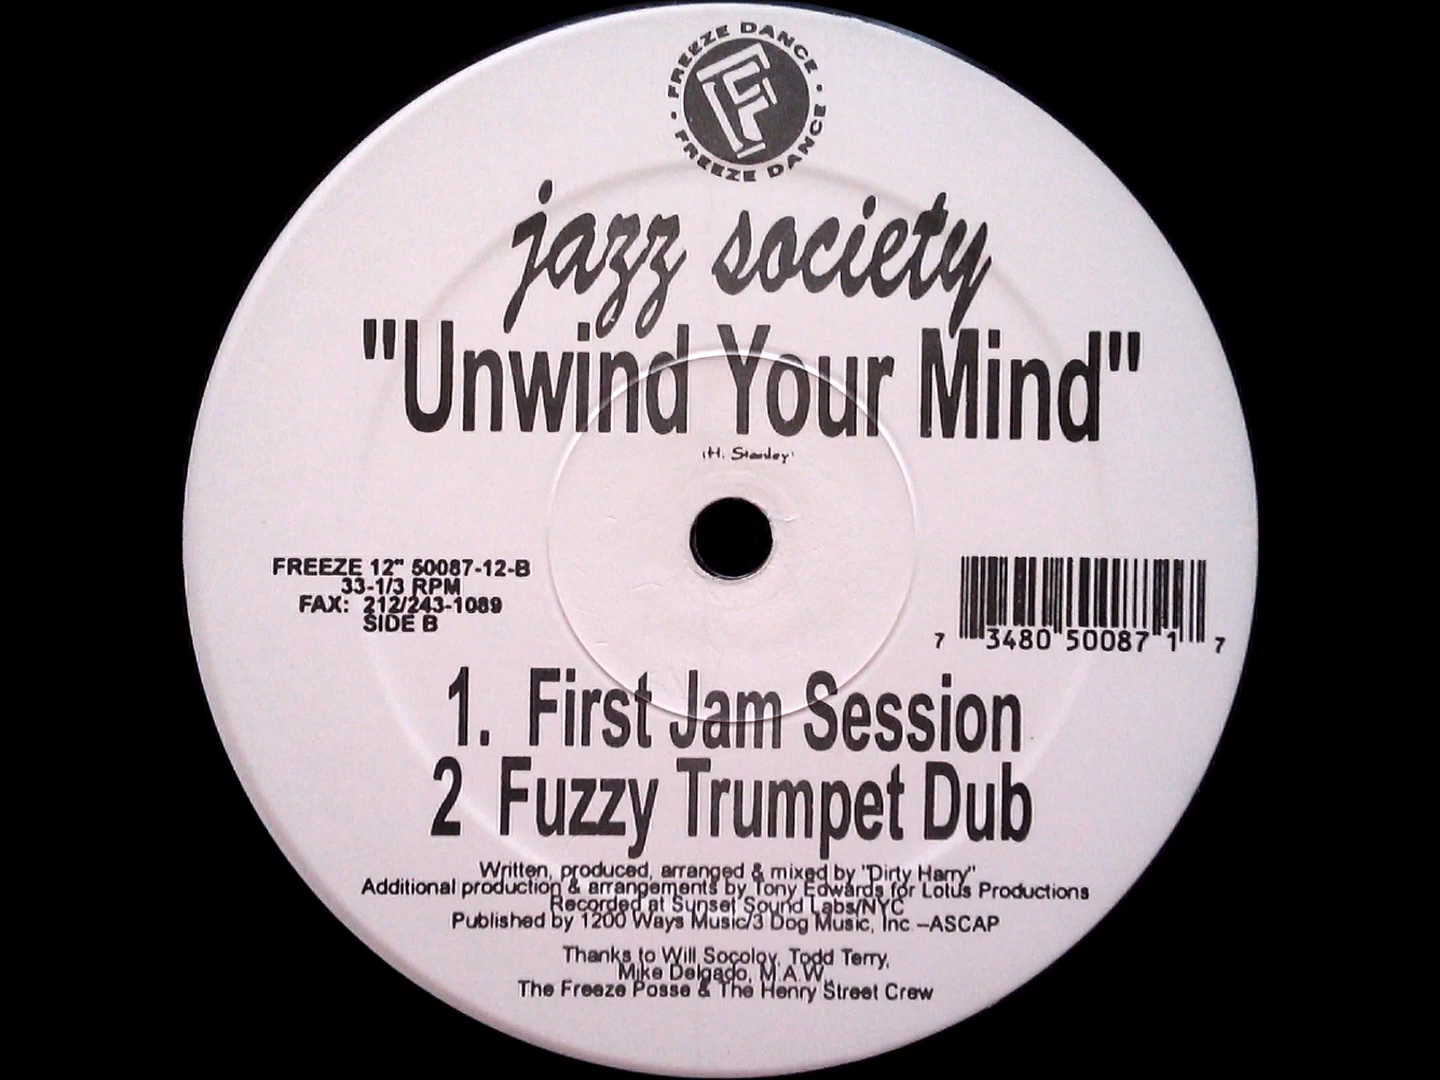 FREEZE DANCE • FREEZE DANCE •
F
jazz society
"Unwind Your Mind"
(H. Stanley)
FREEZE 12" 50087-12-B
33-1/3 RPM
FAX: 212/243-1089
SIDE B
7 3480 50087 1 7
1. First Jam Session
2 Fuzzy Trumpet Dub
Written, produced, arranged & mixed by "Dirty Harry"
Additional production & arrangements by Tony Edwards for Lotus Productions
Recorded at Sunset Sound Labs/NYC
Published by 1200 Ways Music/3 Dog Music, Inc.–ASCAP
Thanks to Will Socolov, Todd Terry,
Mike Delgado, M.A.W.,
The Freeze Posse & The Henry Street Crew